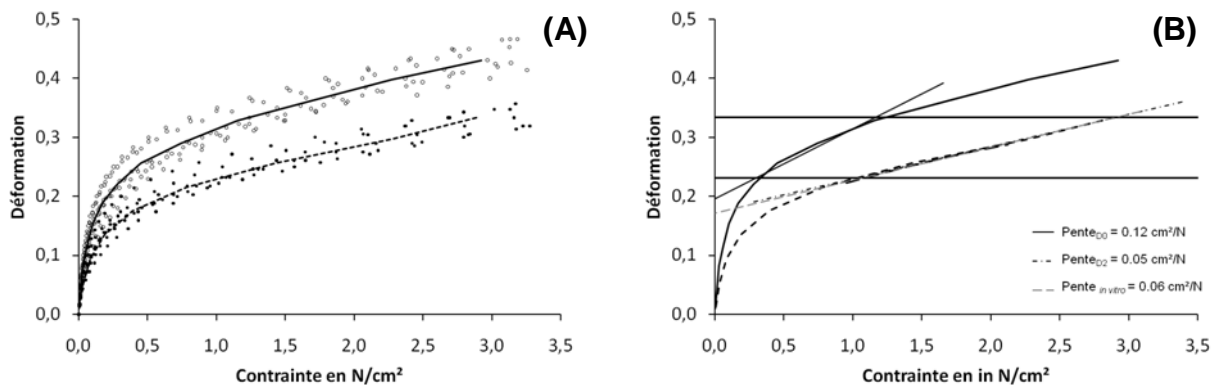 (A)
0,5
0,4
0,3
0,2
0,1
0,0
Déformation
0,0 0,5 1,0 1,5 2,0 2,5 3,0 3,5
Contrainte en N/cm²
(B)
0,5
0,4
0,3
0,2
0,1
0,0
Déformation
Pente D0 = 0.12 cm²/N
Pente D2 = 0.05 cm²/N
Pente in vitro = 0.06 cm²/N
0,0 0,5 1,0 1,5 2,0 2,5 3,0 3,5
Contrainte en in N/cm²